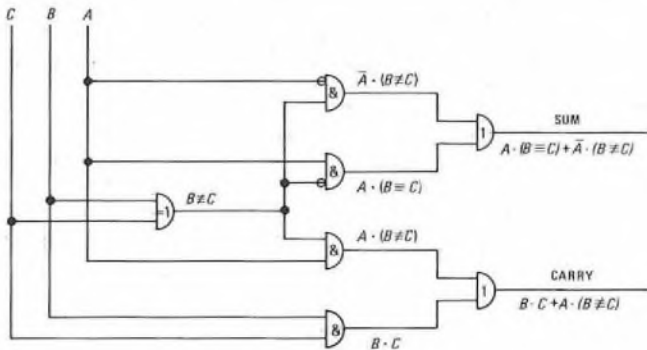 C B A
Ā · (B≢C)
&
SUM
1
A · (B≡C) + Ā · (B≢C)
&
B≢C
A · (B≡C)
=1
A · (B≢C)
&
CARRY
1
B · C + A · (B≢C)
&
B · C